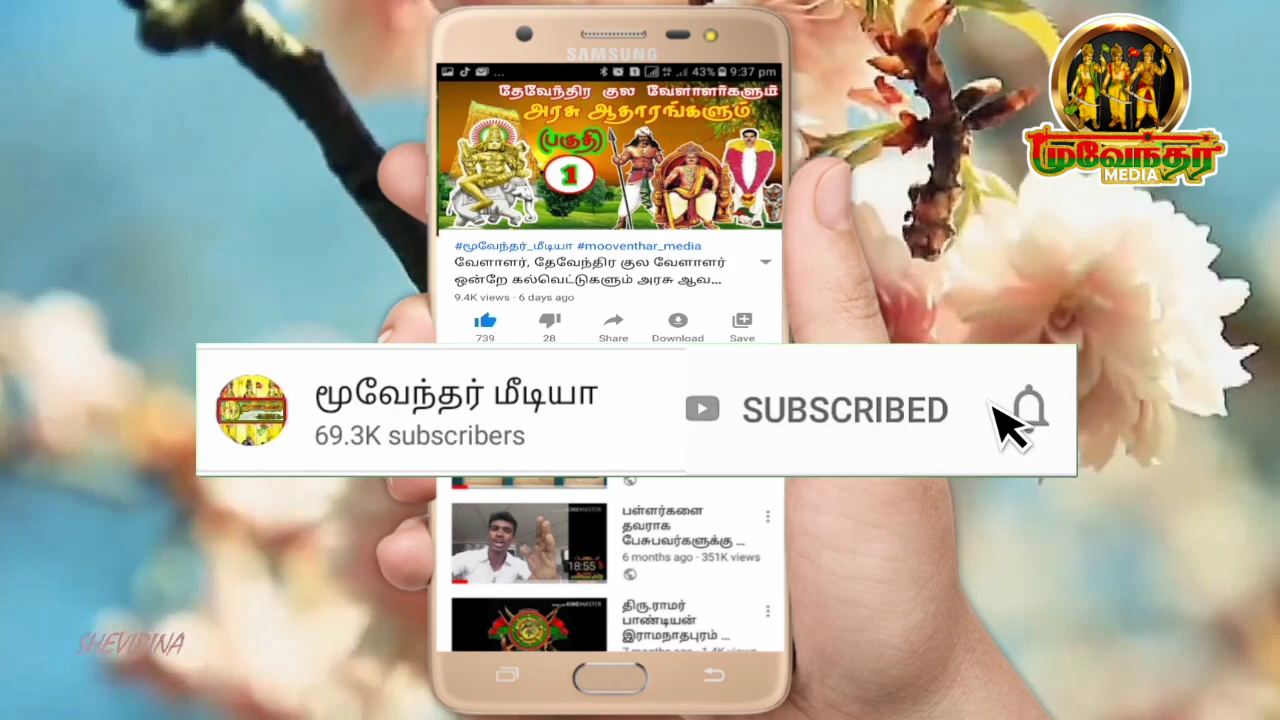 மூவேந்தர்
MEDIA
SAMSUNG
... 43% 9:37 pm
தேவேந்திர குல வேளாளர்களும்
அரசு ஆதாரங்களும்
(பகுதி)
1
#மூவேந்தர்_மீடியா #mooventhar_media
வேளாளர், தேவேந்திர குல வேளாளர்
ஒன்றே கல்வெட்டுகளும் அரசு ஆவ...
9.4K views · 6 days ago
739 28 Share Download Save
மூவேந்தர் மீடியா
69.3K subscribers
SUBSCRIBED
பள்ளர்களை
தவராக
பேசுபவர்களுக்கு ...
6 months ago · 351K views
18:55
திரு.ராமர்
பாண்டியன்
இராமநாதபுரம் ...